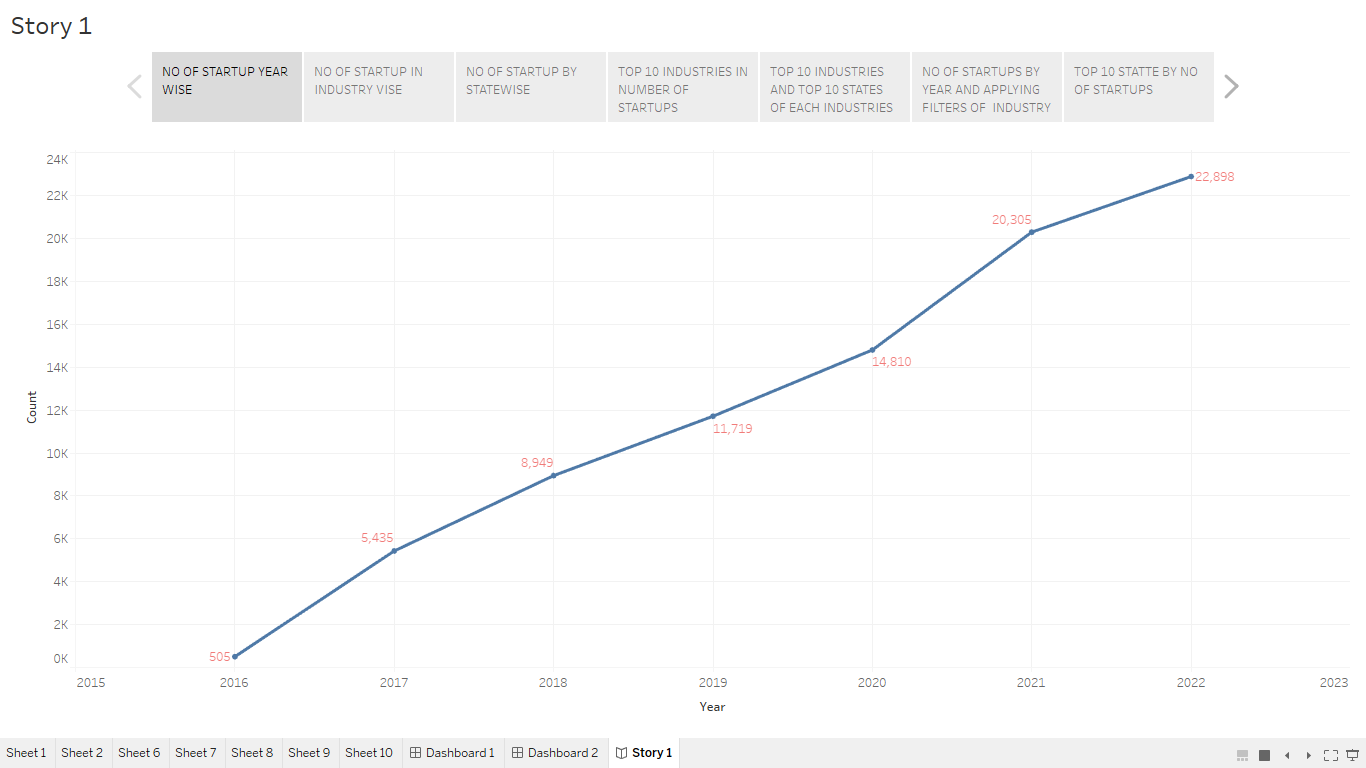 Story 1
NO OF STARTUP YEAR
WISE
NO OF STARTUP IN
INDUSTRY VISE
NO OF STARTUP BY
STATEWISE
TOP 10 INDUSTRIES IN
NUMBER OF
STARTUPS
TOP 10 INDUSTRIES
AND TOP 10 STATES
OF EACH INDUSTRIES
NO OF STARTUPS BY
YEAR AND APPLYING
FILTERS OF  INDUSTRY
TOP 10 STATTE BY NO
OF STARTUPS
24K
22K
20K
18K
16K
14K
12K
10K
8K
6K
4K
2K
0K
Count
505
5,435
8,949
11,719
14,810
20,305
22,898
2015
2016
2017
2018
2019
2020
2021
2022
2023
Year
Sheet 1
Sheet 2
Sheet 6
Sheet 7
Sheet 8
Sheet 9
Sheet 10
Dashboard 1
Dashboard 2
Story 1